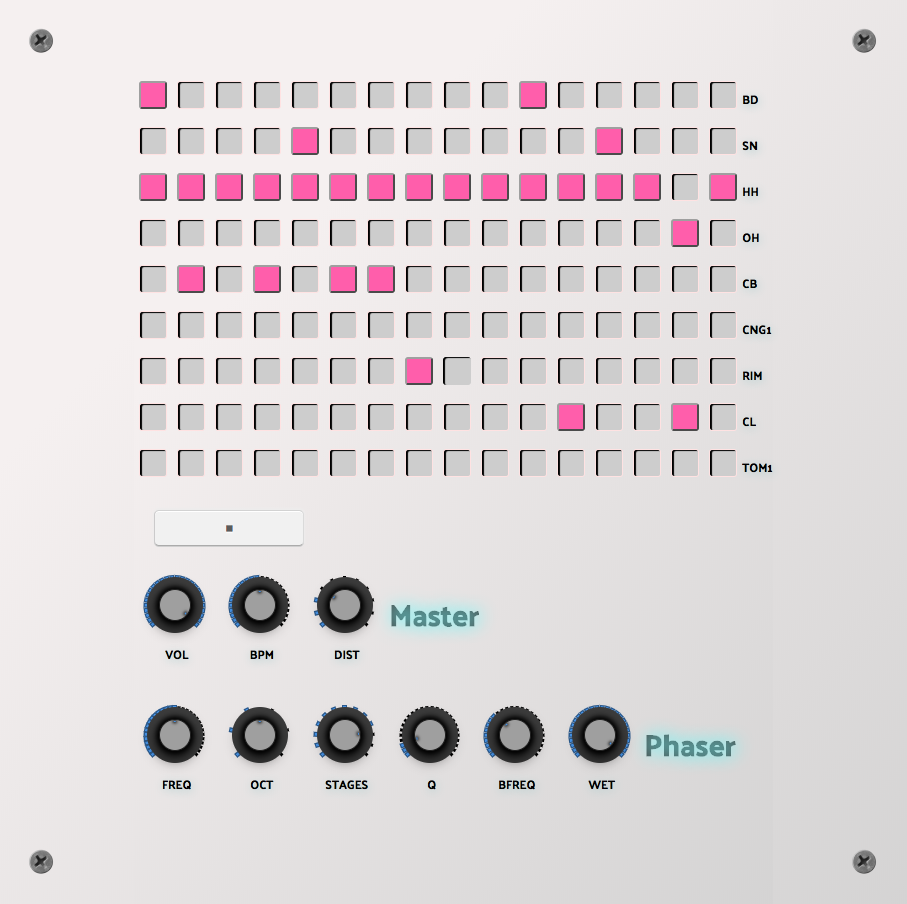 BD
SN
HH
OH
CB
CNG1
RIM
CL
TOM1
Master
VOL BPM DIST
Phaser
FREQ OCT STAGES Q BFREQ WET